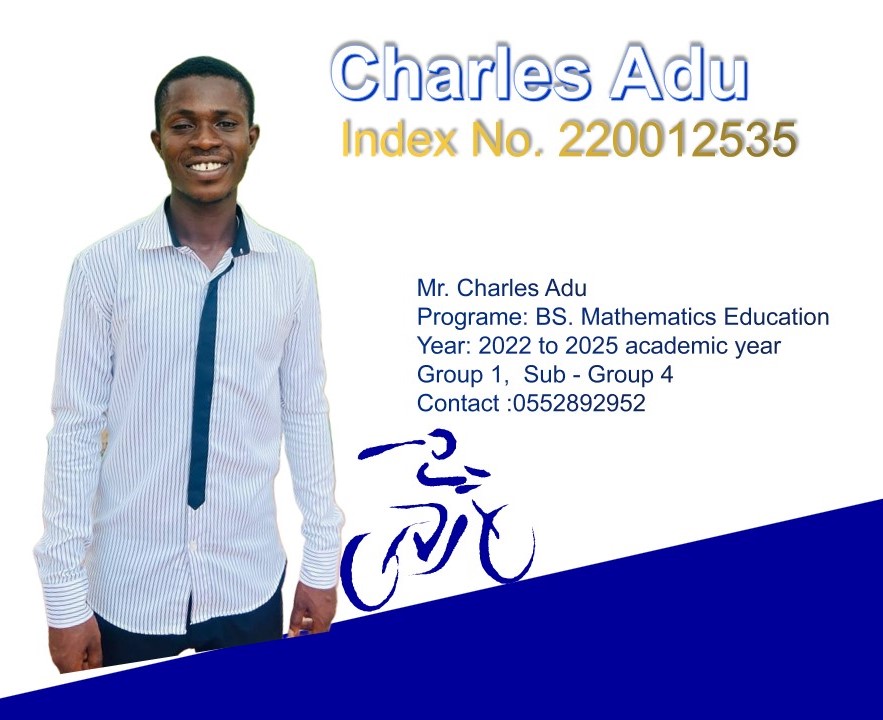 Charles Adu
Index No. 220012535
Mr. Charles Adu
Programe: BS. Mathematics Education
Year: 2022 to 2025 academic year
Group 1, Sub - Group 4
Contact :0552892952